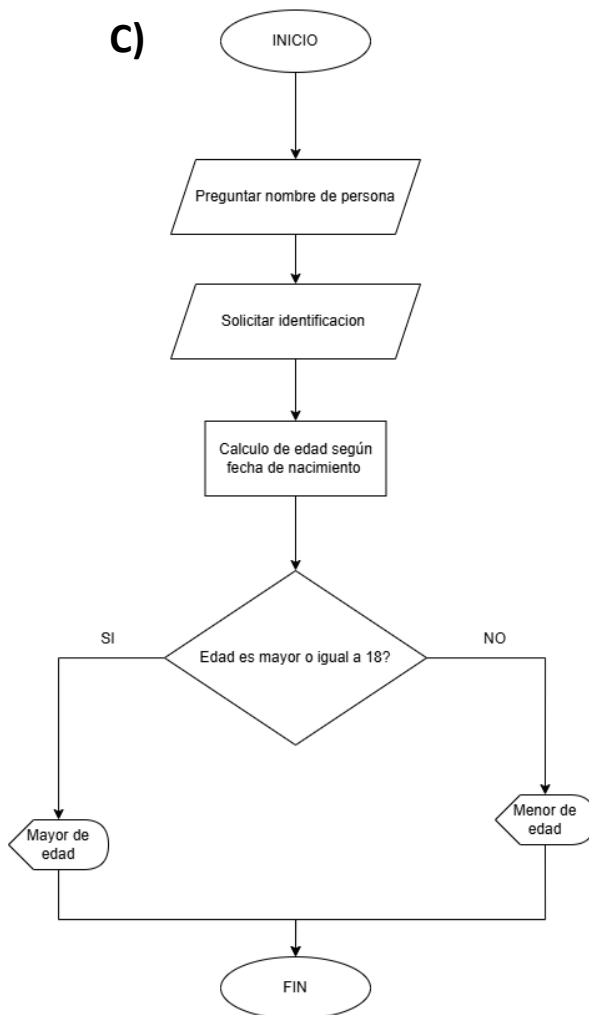 C)
INICIO
Preguntar nombre de persona
Solicitar identificacion
Calculo de edad según
fecha de nacimiento
SI
NO
Edad es mayor o igual a 18?
Mayor de
edad
Menor de
edad
FIN